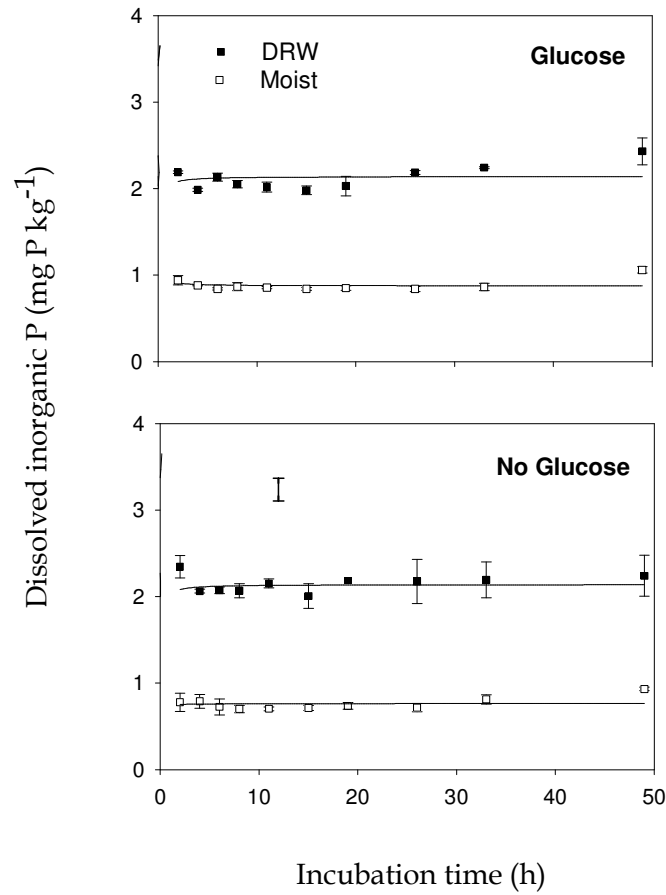 4
DRW
Moist
Glucose
3
2
1
0
4
No Glucose
3
2
1
0
0 10 20 30 40 50
Incubation time (h)
Dissolved inorganic P (mg P kg⁻¹)